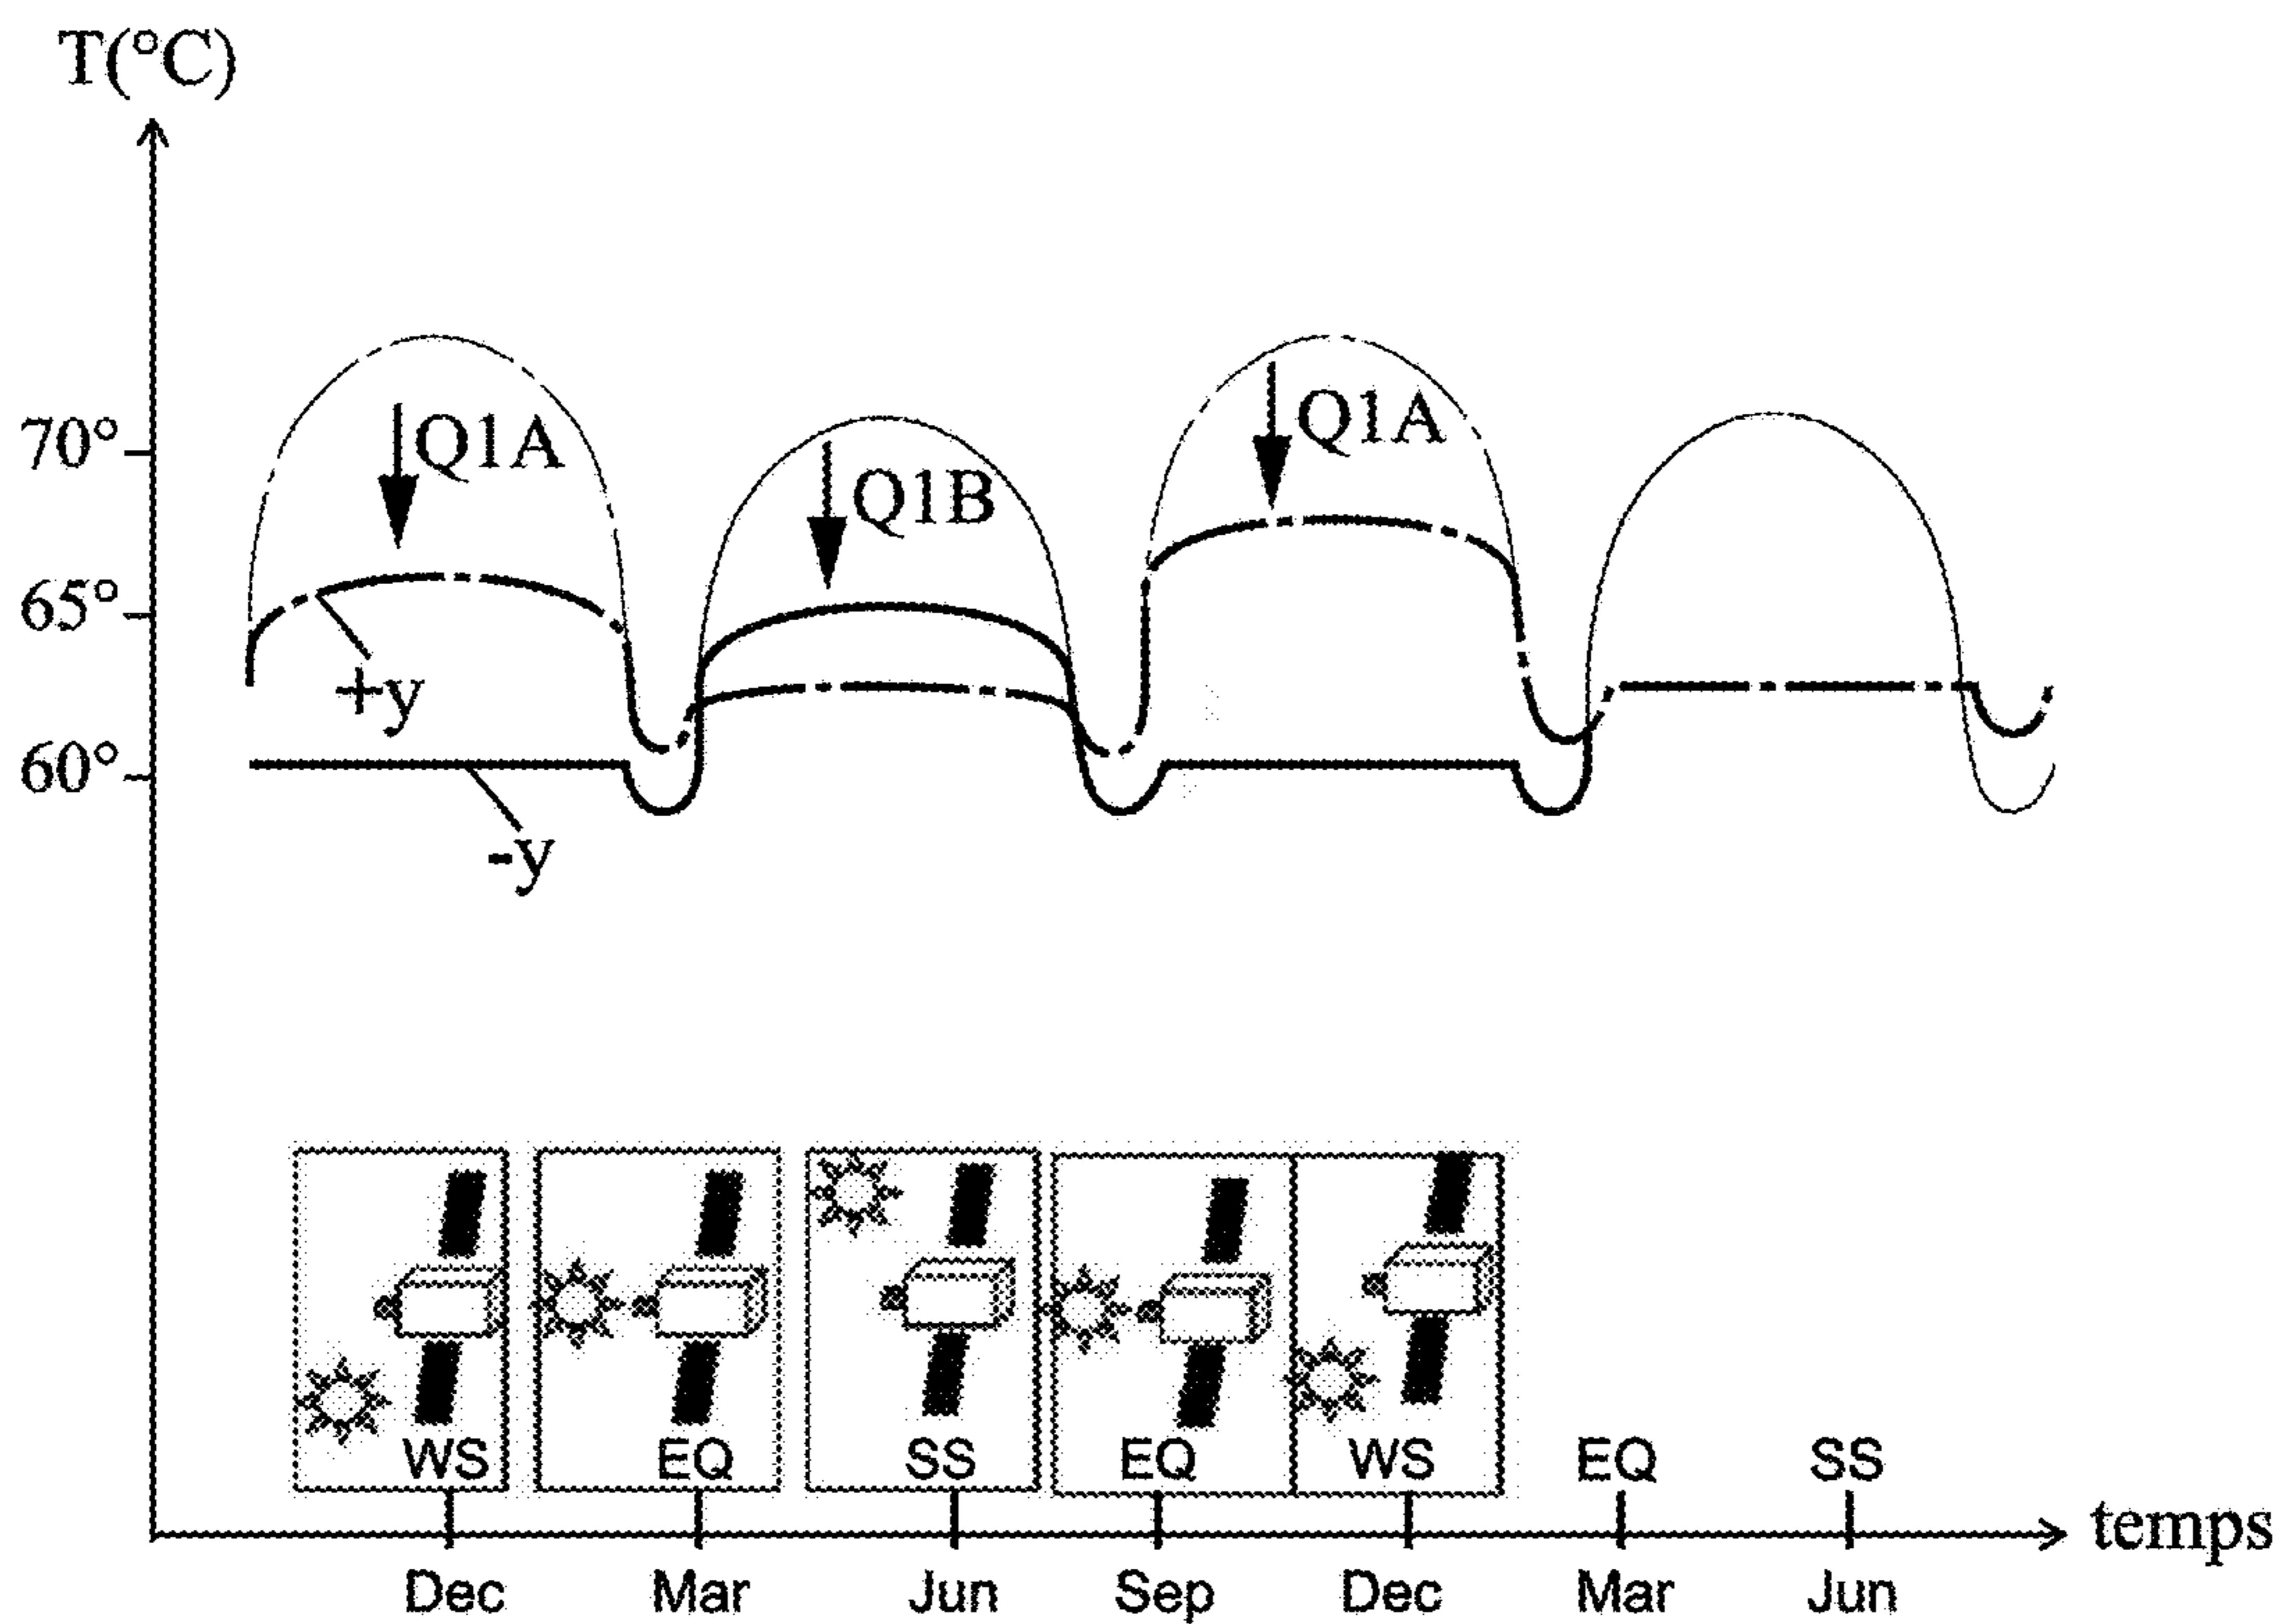 T(°C)
70°
65°
60°
Q1A
Q1B
Q1A
+y
-y
WS
EQ
SS
EQ
WS
EQ
SS
temps
Dec
Mar
Jun
Sep
Dec
Mar
Jun